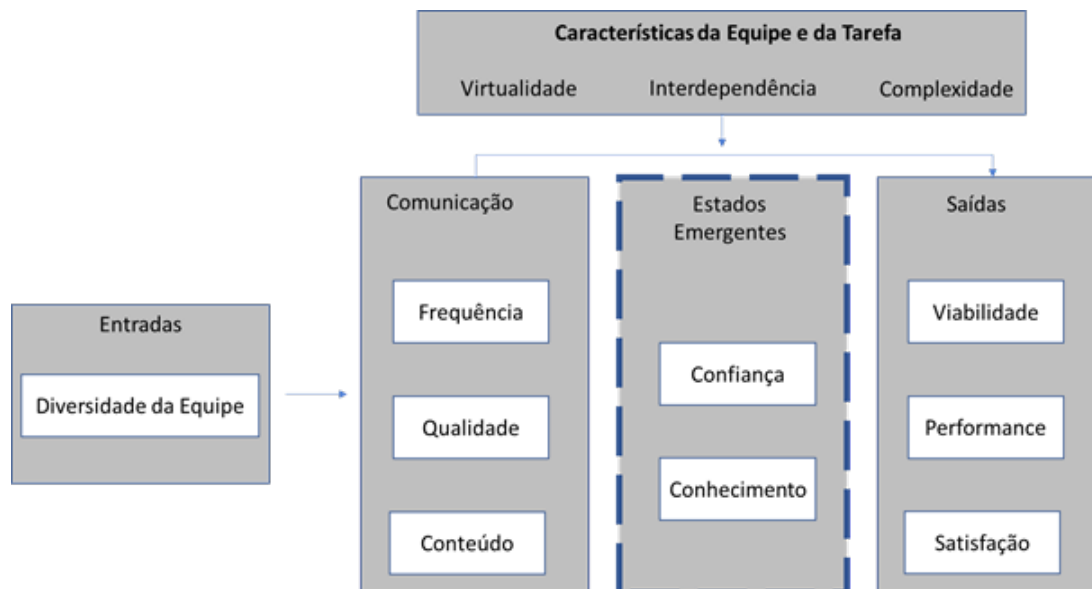 Características da Equipe e da Tarefa
Virtualidade
Interdependência
Complexidade
Entradas
Diversidade da Equipe
Comunicação
Frequência
Qualidade
Conteúdo
Estados
Emergentes
Confiança
Conhecimento
Saídas
Viabilidade
Performance
Satisfação